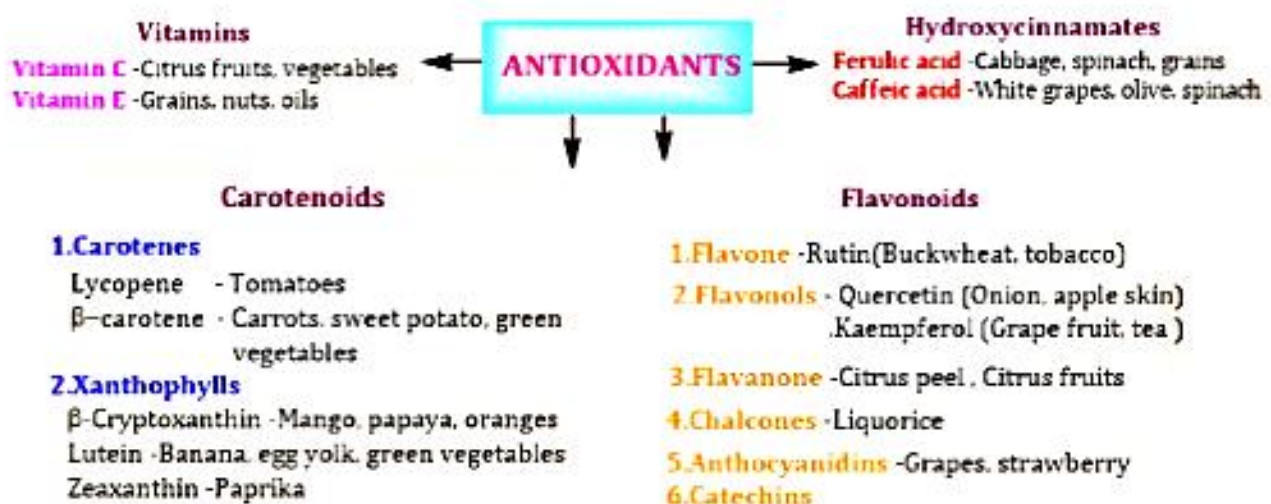 ANTIOXIDANTS
Vitamins
Vitamin C -Citrus fruits, vegetables
Vitamin E -Grains, nuts, oils
Hydroxycinnamates
Ferulic acid -Cabbage, spinach, grains
Caffeic acid -White grapes, olive, spinach
Carotenoids
1.Carotenes
Lycopene - Tomatoes
β-carotene - Carrots, sweet potato, green
vegetables
2.Xanthophylls
β-Cryptoxanthin -Mango, papaya, oranges
Lutein -Banana, egg yolk, green vegetables
Zeaxanthin -Paprika
Flavonoids
1.Flavone -Rutin(Buckwheat, tobacco)
2.Flavonols - Quercetin (Onion, apple skin)
.Kaempferol (Grape fruit, tea )
3.Flavanone -Citrus peel , Citrus fruits
4.Chalcones -Liquorice
5.Anthocyanidins -Grapes, strawberry
6.Catechins